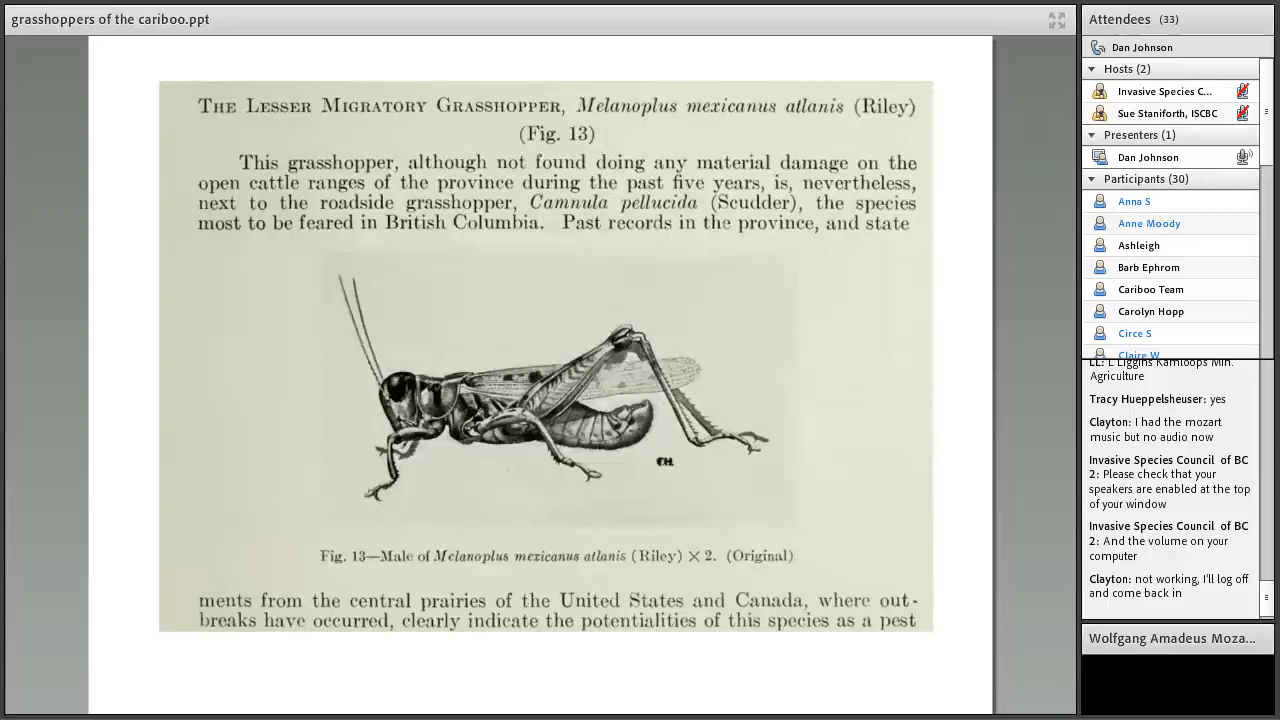 grasshoppers of the cariboo.ppt
THE LESSER MIGRATORY GRASSHOPPER, Melanoplus mexicanus atlanis (Riley)
(Fig. 13)
This grasshopper, although not found doing any material damage on the
open cattle ranges of the province during the past five years, is, nevertheless,
next to the roadside grasshopper, Camnula pellucida (Scudder), the species
most to be feared in British Columbia. Past records in the province, and state
Fig. 13—Male of Melanoplus mexicanus atlanis (Riley) × 2. (Original)
ments from the central prairies of the United States and Canada, where out-
breaks have occurred, clearly indicate the potentialities of this species as a pest
Attendees (33)
Dan Johnson
Hosts (2)
Invasive Species C...
Sue Staniforth, ISCBC
Presenters (1)
Dan Johnson
Participants (30)
Anna S
Anne Moody
Ashleigh
Barb Ephrom
Cariboo Team
Carolyn Hopp
Circe S
Claire W
LL: L Liggins Kamloops Min.
Agriculture
Tracy Hueppelsheuser: yes
Clayton: I had the mozart
music but no audio now
Invasive Species Council of BC
2: Please check that your
speakers are enabled at the top
of your window
Invasive Species Council of BC
2: And the volume on your
computer
Clayton: not working, I'll log off
and come back in
Wolfgang Amadeus Moza...